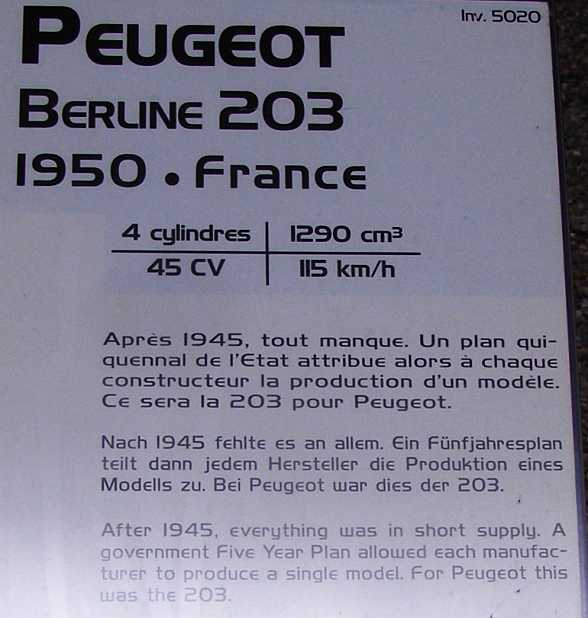 Inv. 5020
PEUGEOT
BERLINE 203
1950 • France
4 cylindres 1290 cm³
45 CV 115 km/h
Après 1945, tout manque. Un plan qui-
quennal de l'Etat attribue alors à chaque
constructeur la production d'un modèle.
Ce sera la 203 pour Peugeot.
Nach 1945 fehlte es an allem. Ein Fünfjahresplan
teilt dann jedem Hersteller die Produktion eines
Modells zu. Bei Peugeot war dies der 203.
After 1945, everything was in short supply. A
government Five Year Plan allowed each manufac-
turer to produce a single model. For Peugeot this
was the 203.